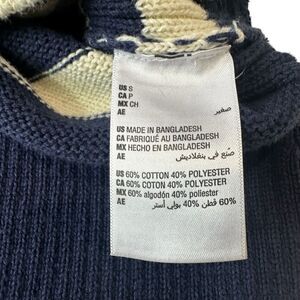 US S
CA P
MX CH
AE صغير
US MADE IN BANGLADESH
CA FABRIQUÉ AU BANGLADESH
MX HECHO EN BANGLADESH
AE صنع في بنغلاديش
US 60% COTTON 40% POLYESTER
CA 60% COTON 40% POLYESTER
MX 60% algodón 40% poliester
AE 60% قطن 40% بولي أستر